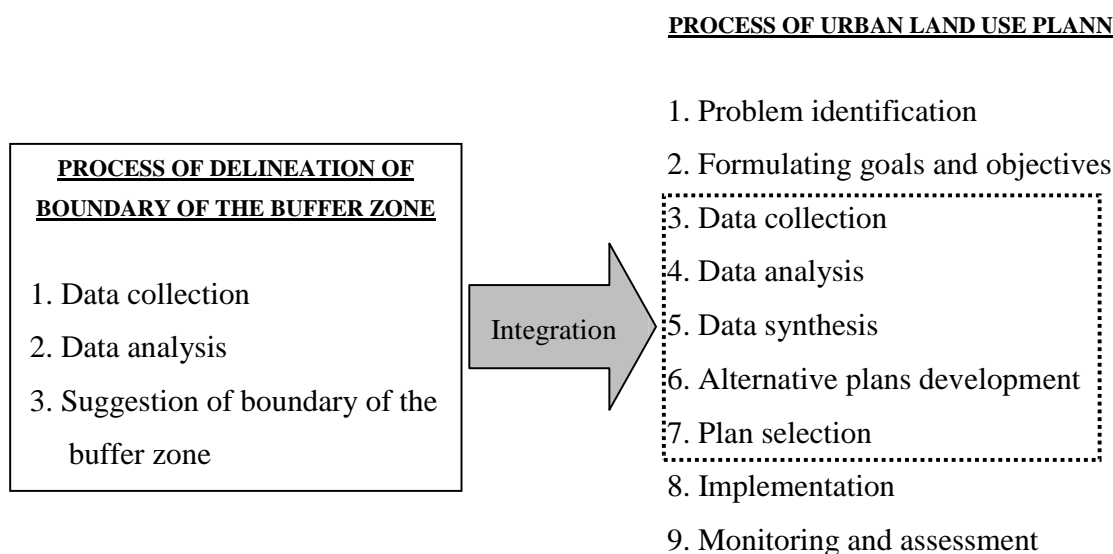 PROCESS OF URBAN LAND USE PLANN
PROCESS OF DELINEATION OF
BOUNDARY OF THE BUFFER ZONE
1. Data collection
2. Data analysis
3. Suggestion of boundary of the
buffer zone
Integration
1. Problem identification
2. Formulating goals and objectives
3. Data collection
4. Data analysis
5. Data synthesis
6. Alternative plans development
7. Plan selection
8. Implementation
9. Monitoring and assessment